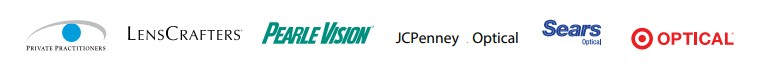 PRIVATE PRACTITIONERS
LENSCRAFTERS
PEARLE VISION
JCPenney . Optical
Sears
Optical
OPTICAL